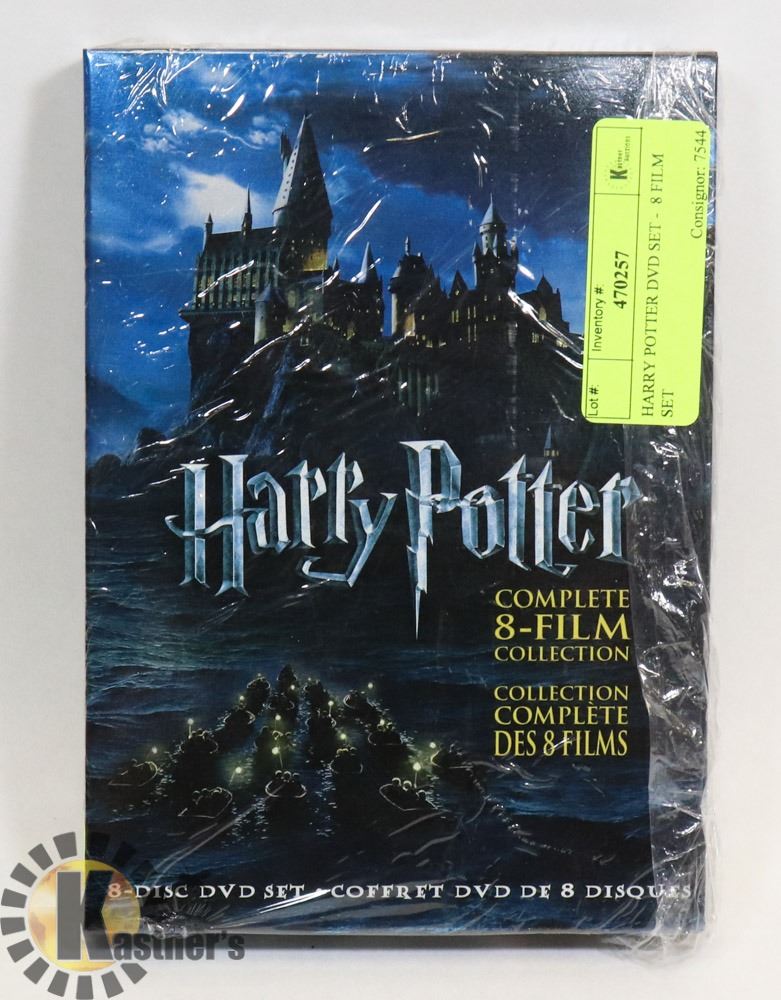 Harry Potter
COMPLETE
8-FILM
COLLECTION
COLLECTION
COMPLÈTE
DES 8 FILMS
8-DISC DVD SET • COFFRET DVD DE 8 DISQUES
Lot #:
Inventory #:
470257
HARRY POTTER DVD SET - 8 FILM
SET
Consignor: 7544
Kastner's